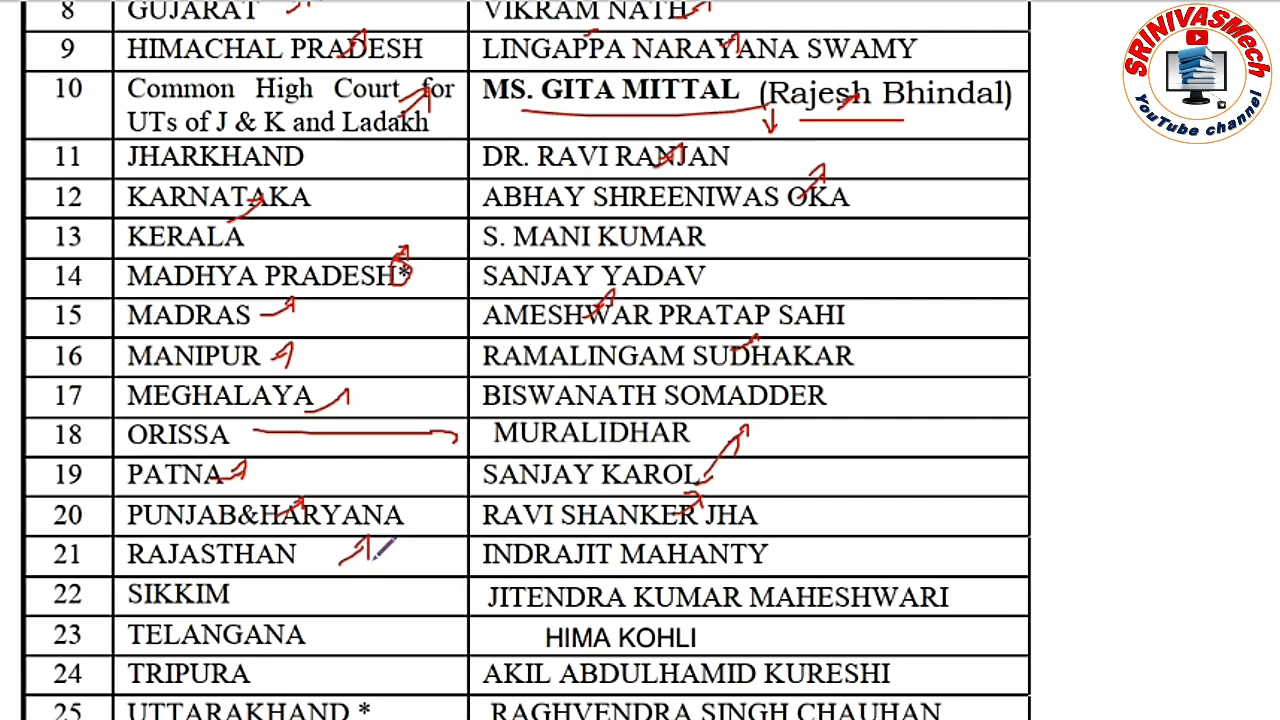 8 GUJARAT VIKRAM NATH
9 HIMACHAL PRADESH LINGAPPA NARAYANA SWAMY
10 Common High Court for MS. GITA MITTAL (Rajesh Bhindal)
UTs of J & K and Ladakh
11 JHARKHAND DR. RAVI RANJAN
12 KARNATAKA ABHAY SHREENIWAS OKA
13 KERALA S. MANI KUMAR
14 MADHYA PRADESH* SANJAY YADAV
15 MADRAS AMESHWAR PRATAP SAHI
16 MANIPUR RAMALINGAM SUDHAKAR
17 MEGHALAYA BISWANATH SOMADDER
18 ORISSA MURALIDHAR
19 PATNA SANJAY KAROL
20 PUNJAB&HARYANA RAVI SHANKER JHA
21 RAJASTHAN INDRAJIT MAHANTY
22 SIKKIM JITENDRA KUMAR MAHESHWARI
23 TELANGANA HIMA KOHLI
24 TRIPURA AKIL ABDULHAMID KURESHI
25 UTTARAKHAND * RAGHVENDRA SINGH CHAUHAN
SRINIVASMech
YouTube channel